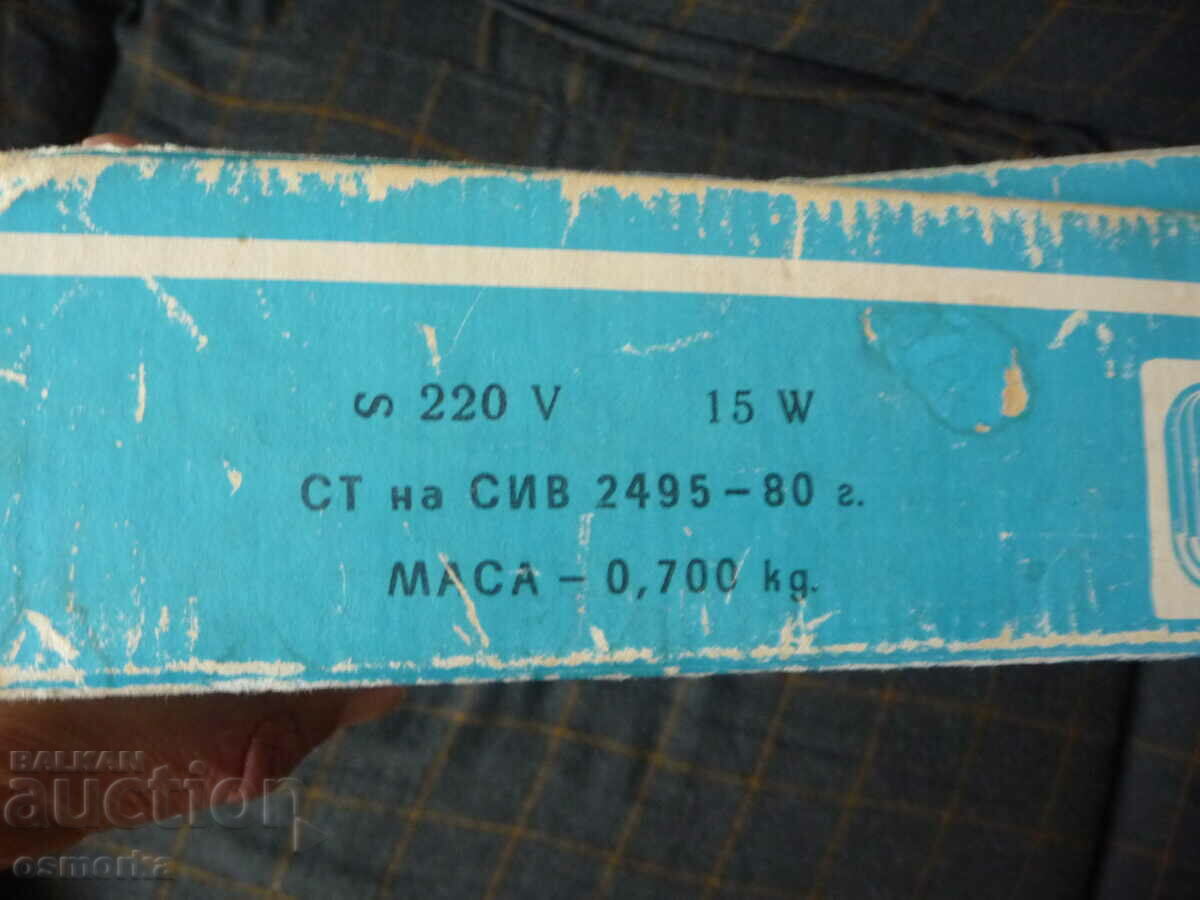 ∽ 220 V 15 W
СТ на СИВ 2495-80 г.
МАСА - 0,700 kg.
BALKAN
auction
osmorka